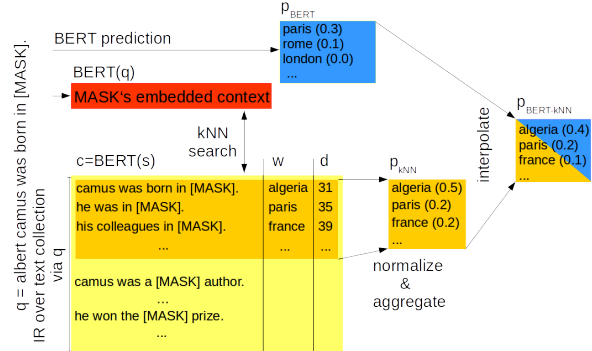 q = albert camus was born in [MASK].
IR over text collection
via q
BERT prediction
BERT(q)
MASK's embedded context
kNN
search
c=BERT(s) w d
camus was born in [MASK]. algeria 31
he was in [MASK]. paris 35
his colleagues in [MASK]. france 39
... ... ...
camus was a [MASK] author.
...
he won the [MASK] prize.
...
pBERT
paris (0.3)
rome (0.1)
london (0.0)
...
pkNN
algeria (0.5)
paris (0.2)
france (0.2)
...
normalize
&
aggregate
interpolate
pBERT-kNN
algeria (0.4)
paris (0.2)
france (0.1)
...